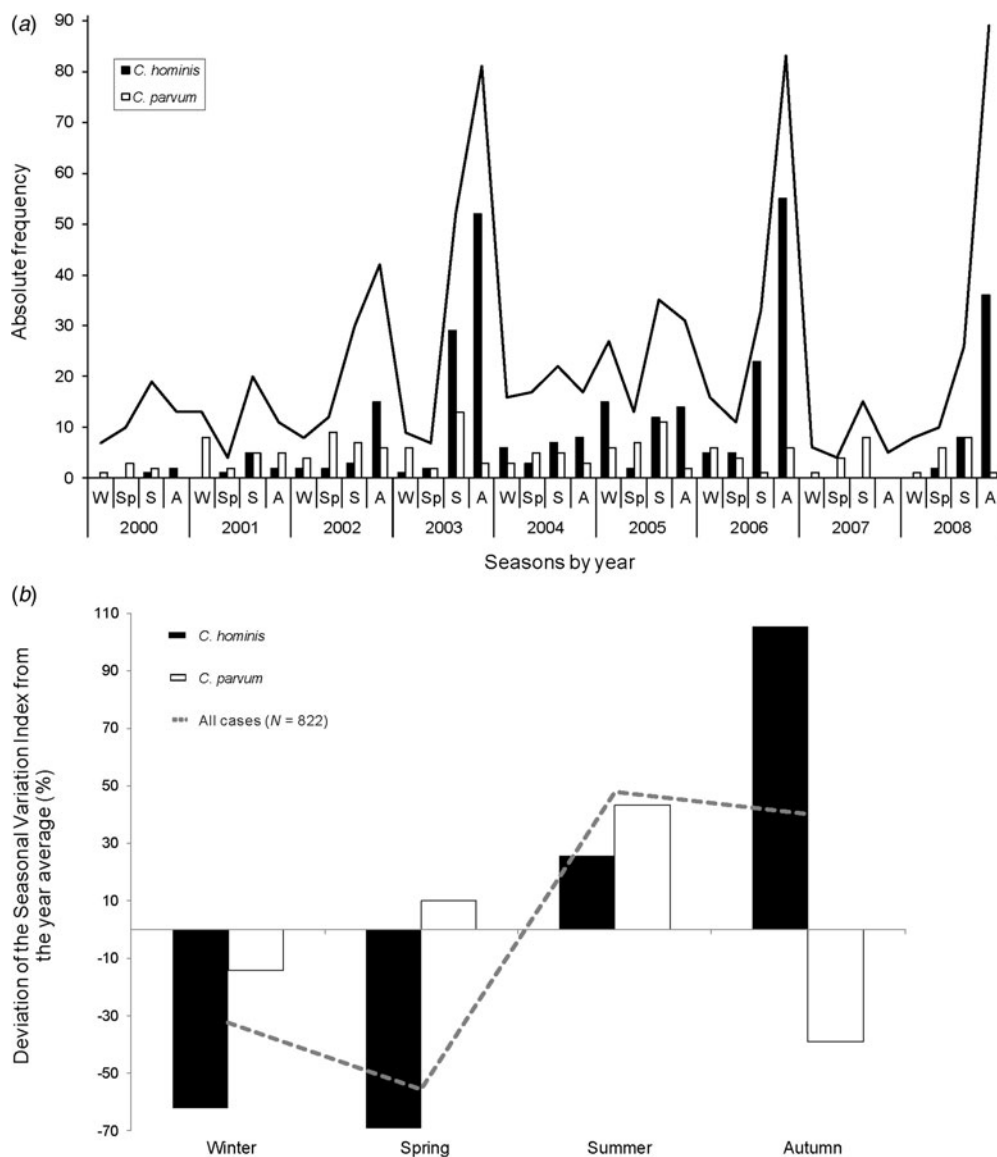 (a)
90
80
70
60
50
40
30
20
10
0
Absolute frequency
C. hominis
C. parvum
W Sp S A W Sp S A W Sp S A W Sp S A W Sp S A W Sp S A W Sp S A W Sp S A W Sp S A
2000 2001 2002 2003 2004 2005 2006 2007 2008
Seasons by year
(b)
110
90
70
50
30
10
-10
-30
-50
-70
Deviation of the Seasonal Variation Index from
the year average (%)
C. hominis
C. parvum
All cases (N = 822)
Winter Spring Summer Autumn